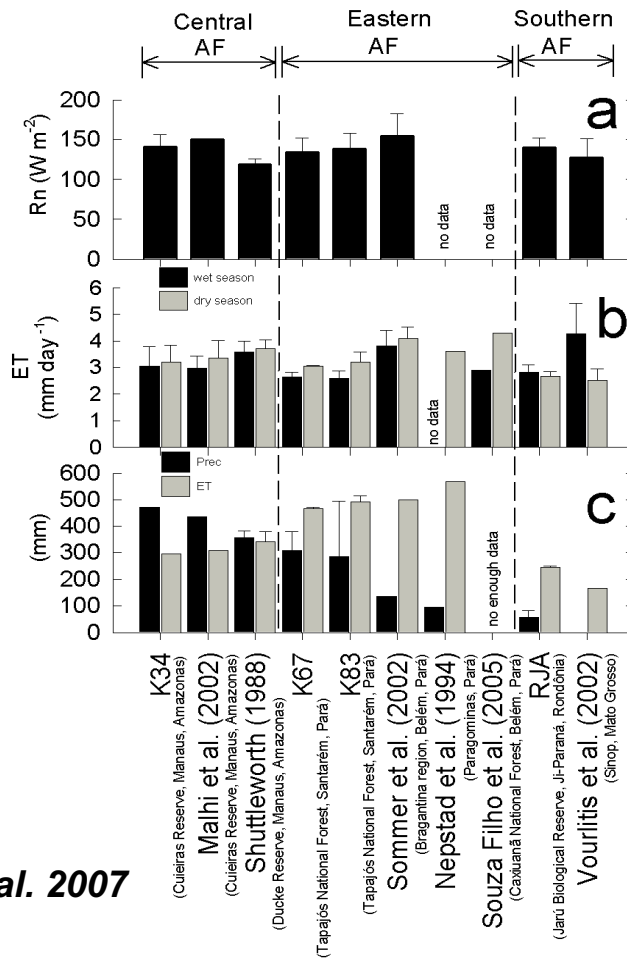 Central Eastern Southern
AF AF AF
a
Rn (W m-2)
200
150
100
50
0
no data
no data
wet season
dry season
b
ET
(mm day-1)
6
5
4
3
2
1
0
no data
Prec
ET
c
(mm)
600
500
400
300
200
100
0
no enough data
K34
(Cuieiras Reserve, Manaus, Amazonas)
Malhi et al. (2002)
(Cuieiras Reserve, Manaus, Amazonas)
Shuttleworth (1988)
(Ducke Reserve, Manaus, Amazonas)
K67
(Tapajós National Forest, Santarém, Pará)
K83
(Tapajós National Forest, Santarém, Pará)
Sommer et al. (2002)
(Bragantina region, Belém, Pará)
Nepstad et al. (1994)
(Paragominas, Pará)
Souza Filho et al. (2005)
(Caxiuanã National Forest, Belém, Pará)
RJA
(Jarú Biological Reserve, Ji-Paraná, Rondônia)
Vourlitis et al. (2002)
(Sinop, Mato Grosso)
al. 2007